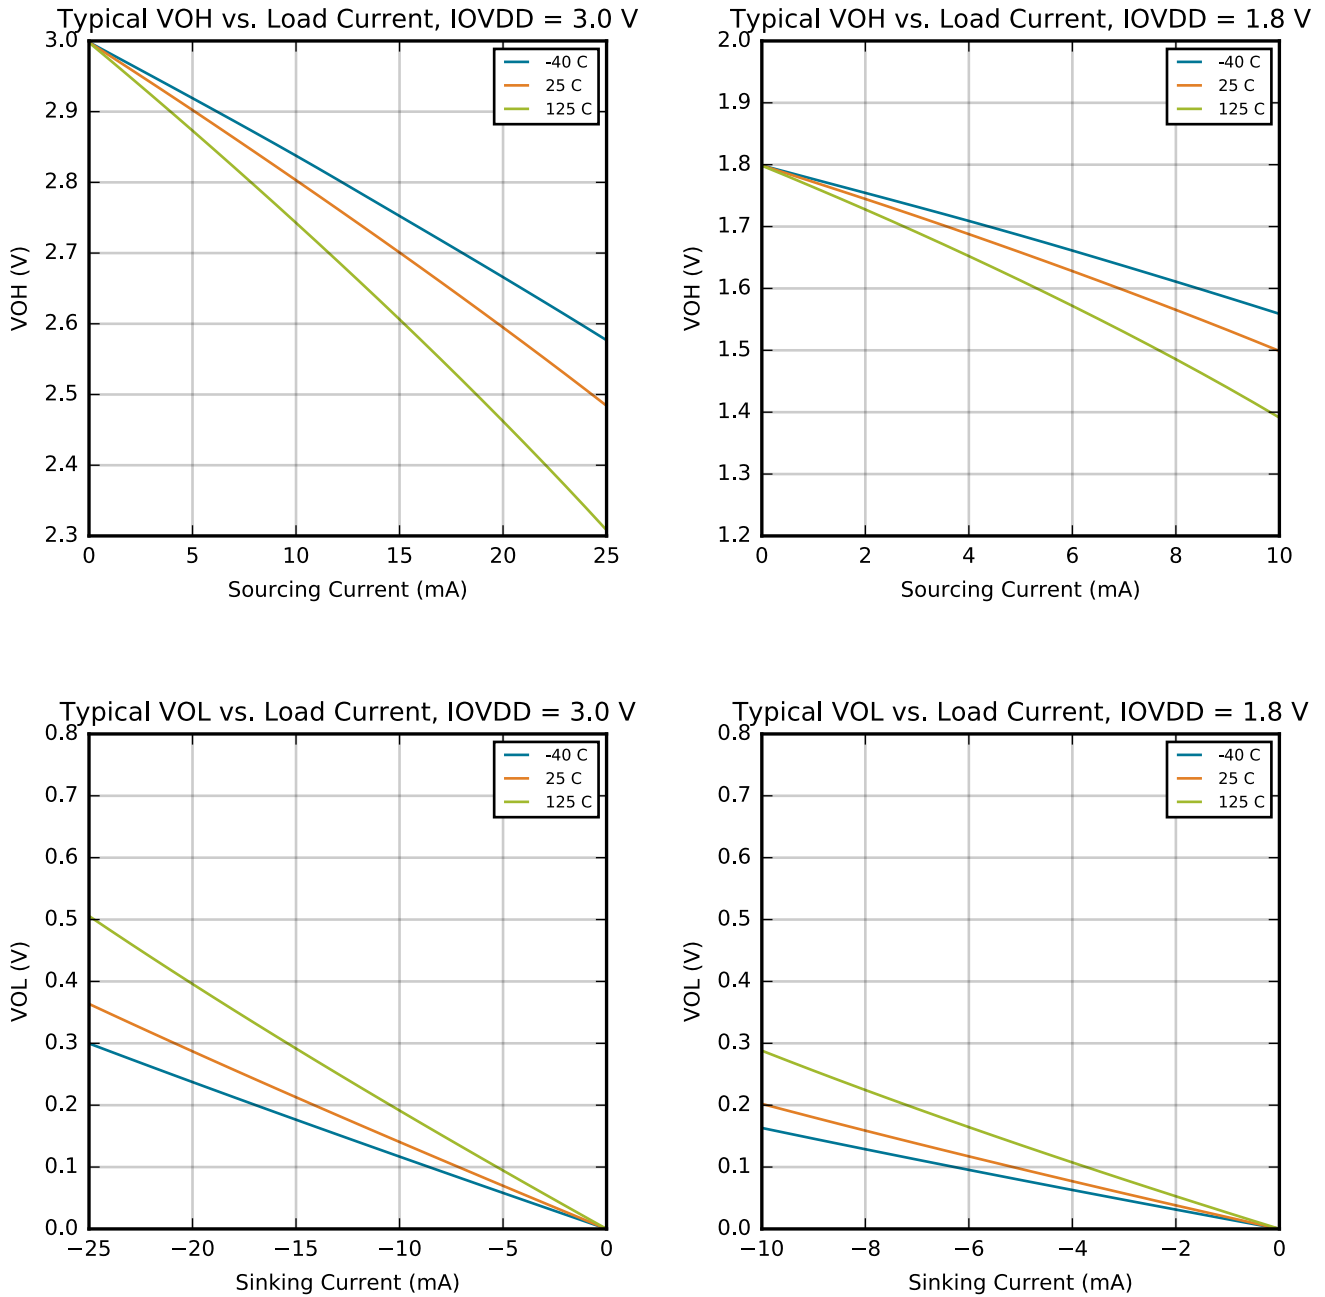 Typical VOH vs. Load Current, IOVDD = 3.0 V
3.0
2.9
2.8
2.7
2.6
2.5
2.4
2.3
VOH (V)
-40 C
25 C
125 C
0 5 10 15 20 25
Sourcing Current (mA)
Typical VOH vs. Load Current, IOVDD = 1.8 V
2.0
1.9
1.8
1.7
1.6
1.5
1.4
1.3
1.2
VOH (V)
-40 C
25 C
125 C
0 2 4 6 8 10
Sourcing Current (mA)
Typical VOL vs. Load Current, IOVDD = 3.0 V
0.8
0.7
0.6
0.5
0.4
0.3
0.2
0.1
0.0
VOL (V)
-40 C
25 C
125 C
−25 −20 −15 −10 −5 0
Sinking Current (mA)
Typical VOL vs. Load Current, IOVDD = 1.8 V
0.8
0.7
0.6
0.5
0.4
0.3
0.2
0.1
0.0
VOL (V)
-40 C
25 C
125 C
−10 −8 −6 −4 −2 0
Sinking Current (mA)